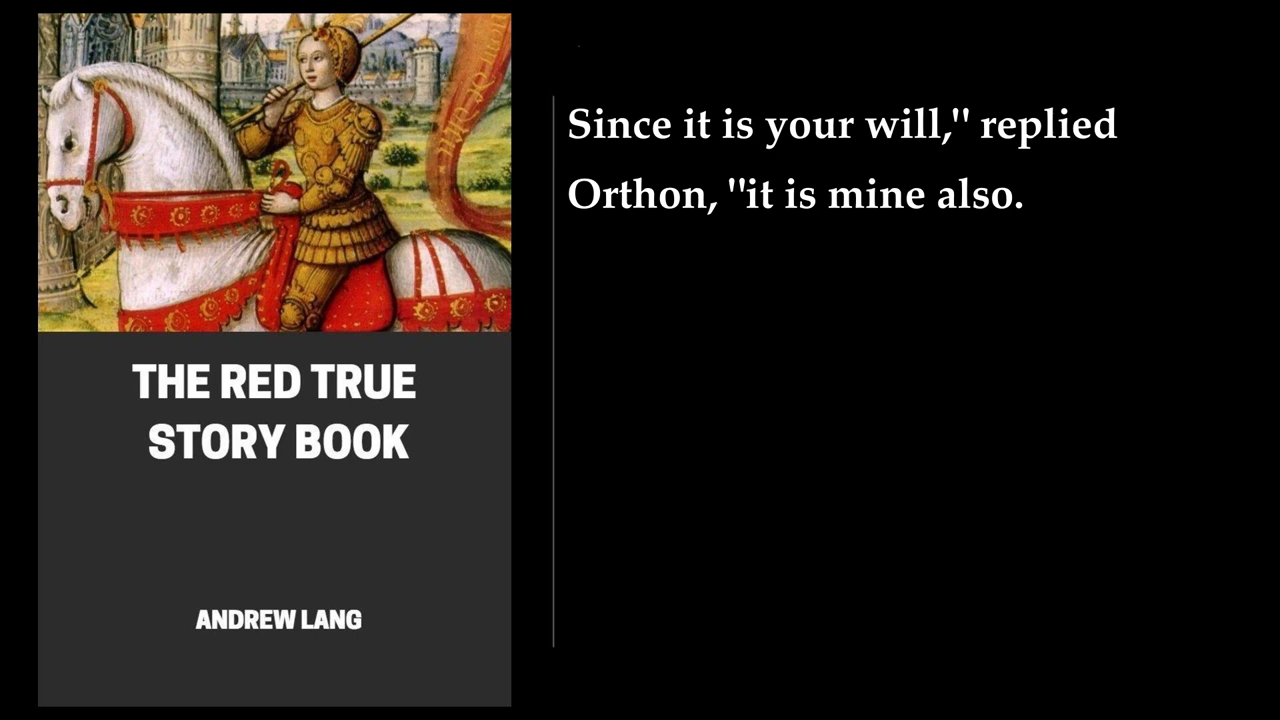 THE RED TRUE
STORY BOOK
ANDREW LANG
Since it is your will," replied
Orthon, "it is mine also.